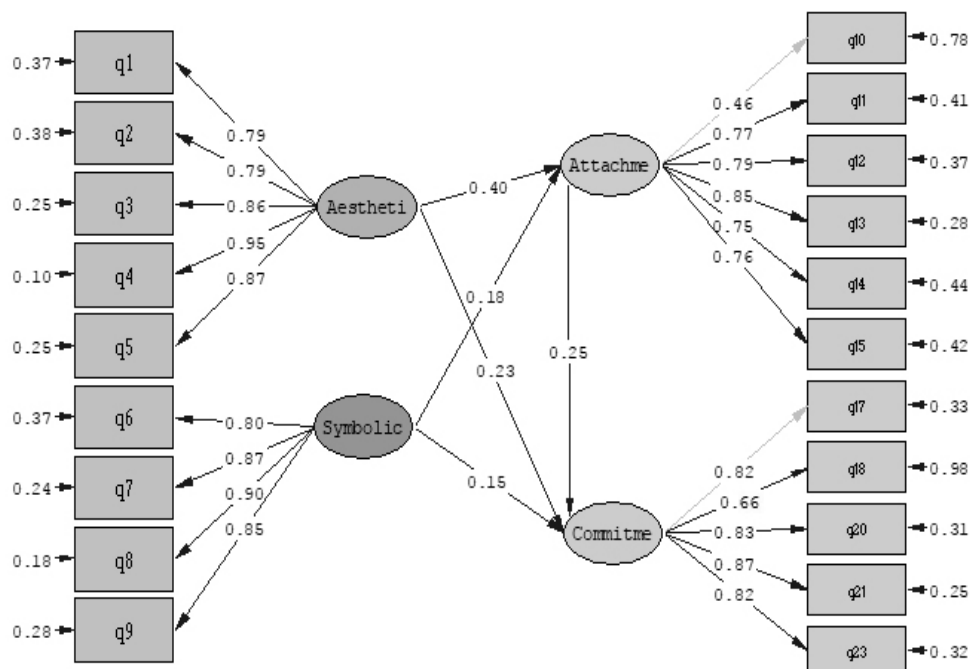 0.37 q1
0.38 q2
0.25 q3
0.10 q4
0.25 q5
0.37 q6
0.24 q7
0.18 q8
0.28 q9
0.79
0.79
0.86
0.95
0.87
0.80
0.87
0.90
0.85
Aestheti
Symbolic
0.40
0.18
0.23
0.15
0.25
Attachme
Commitme
0.46
0.77
0.79
0.85
0.75
0.76
0.82
0.66
0.83
0.87
0.82
q10 0.78
q11 0.41
q12 0.37
q13 0.28
q14 0.44
q15 0.42
q17 0.33
q18 0.98
q20 0.31
q21 0.25
q23 0.32